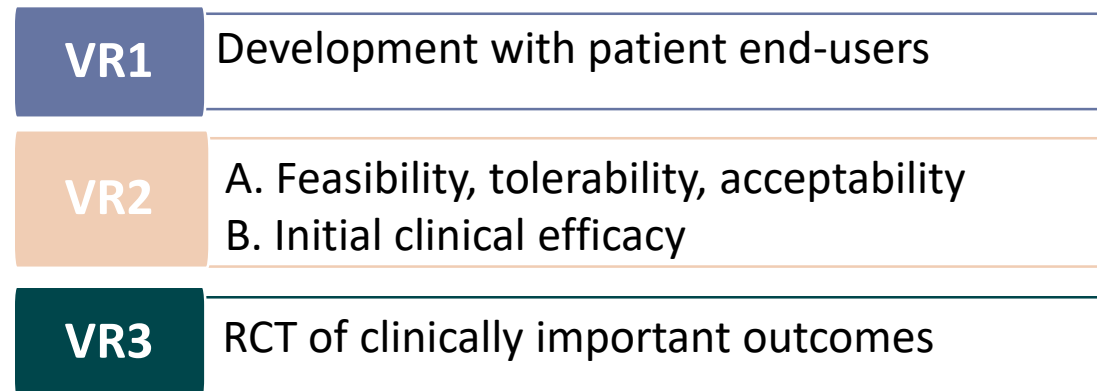 VR1
Development with patient end-users
VR2
A. Feasibility, tolerability, acceptability
B. Initial clinical efficacy
VR3
RCT of clinically important outcomes